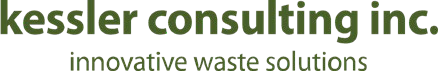 kessler consulting inc.
innovative waste solutions